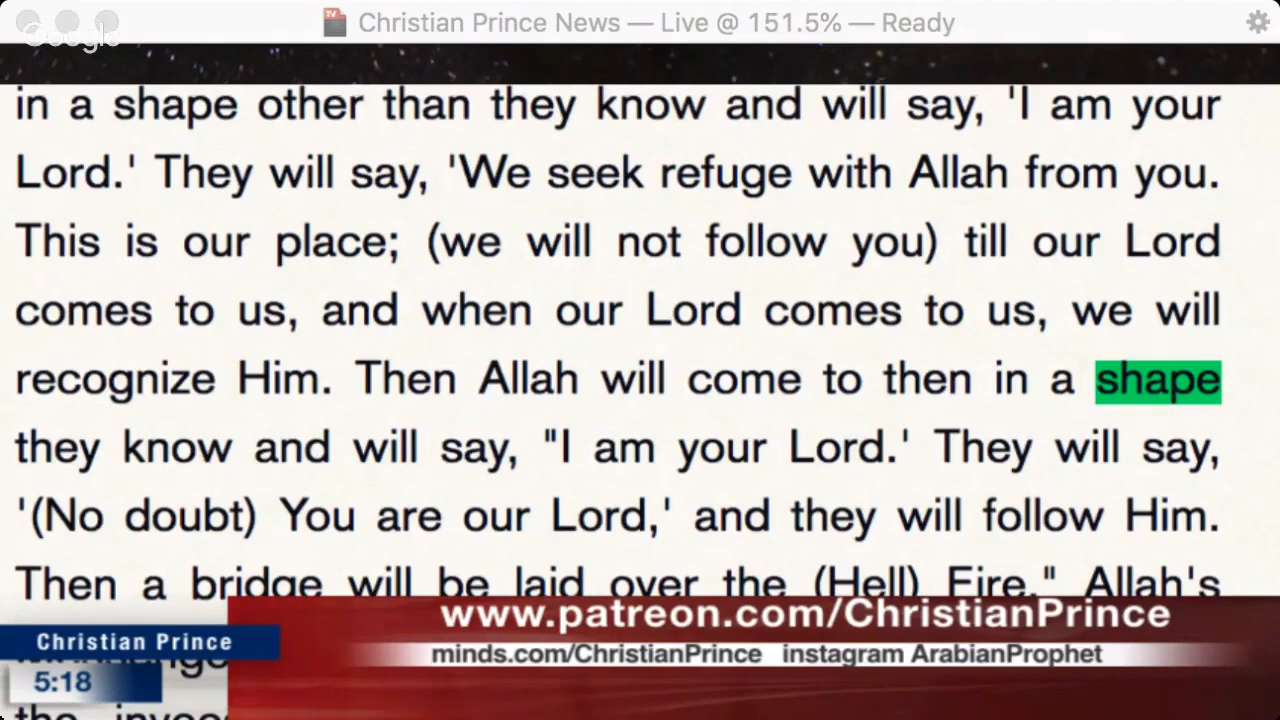 Christian Prince News — Live @ 151.5% — Ready
Google
in a shape other than they know and will say, 'I am your
Lord.' They will say, 'We seek refuge with Allah from you.
This is our place; (we will not follow you) till our Lord
comes to us, and when our Lord comes to us, we will
recognize Him. Then Allah will come to then in a shape
they know and will say, "I am your Lord.' They will say,
'(No doubt) You are our Lord,' and they will follow Him.
Then a bridge will be laid over the (Hell) Fire." Allah's
www.patreon.com/ChristianPrince
Christian Prince
minds.com/ChristianPrince instagram ArabianProphet
5:18
the